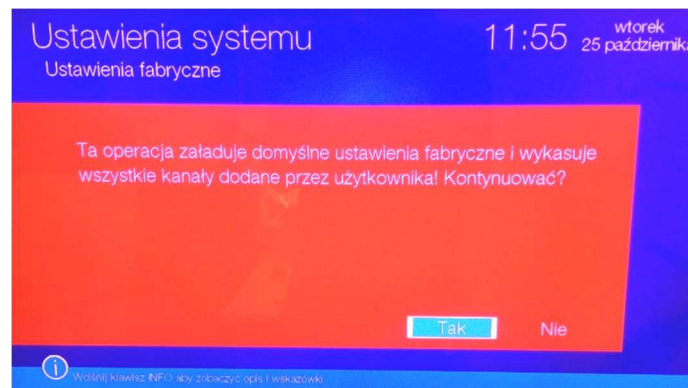 Ustawienia systemu
11:55
wtorek
25 października
Ustawienia fabryczne
Ta operacja załaduje domyślne ustawienia fabryczne i wykasuje
wszystkie kanały dodane przez użytkownika! Kontynuować?
Tak
Nie
Wciśnij klawisz INFO aby zobaczyć opis i wskazówki